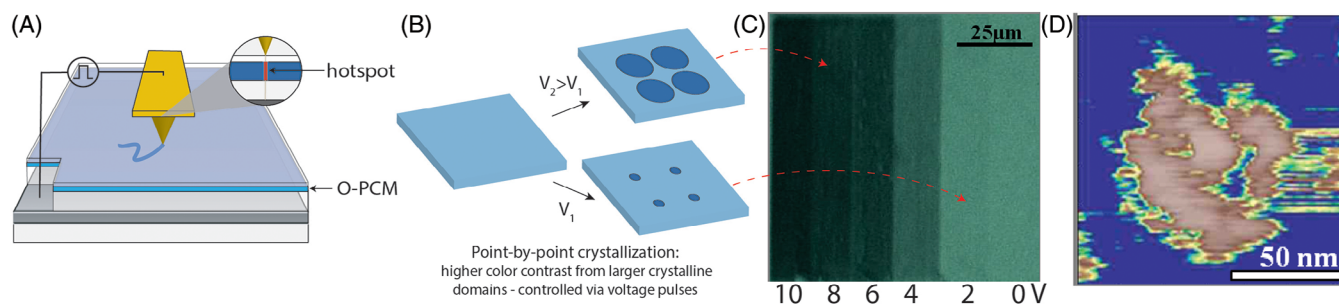 (A)
hotspot
O-PCM
(B)
V2>V1
V1
Point-by-point crystallization:
higher color contrast from larger crystalline
domains - controlled via voltage pulses
(C)
25μm
10 8 6 4 2 0 V
(D)
50 nm